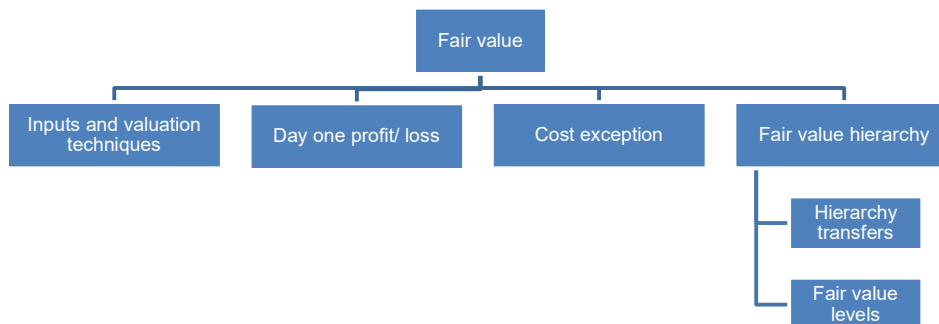 Fair value
Inputs and valuation
techniques
Day one profit/ loss
Cost exception
Fair value hierarchy
Hierarchy
transfers
Fair value
levels